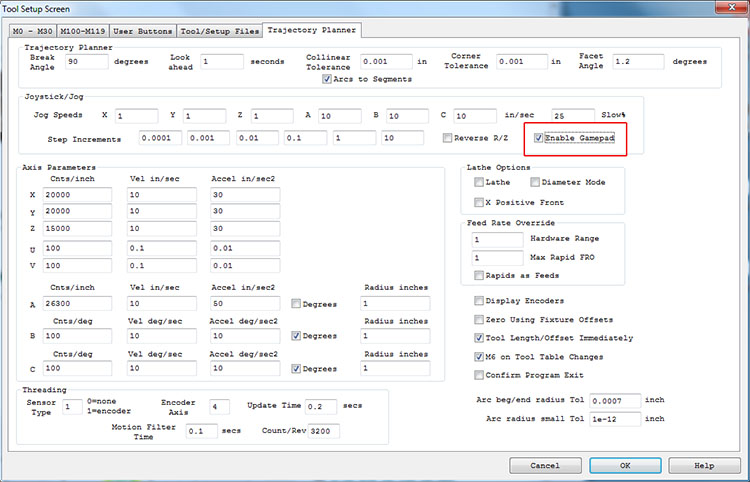 Tool Setup Screen
M0 - M30 M100-M119 User Buttons Tool/Setup Files Trajectory Planner
Trajectory Planner
Break Angle 90 degrees Look ahead 1 seconds Collinear Tolerance 0.001 in Corner Tolerance 0.001 in Facet Angle 1.2 degrees
Arcs to Segments
Joystick/Jog
Jog Speeds X 1 Y 1 Z 1 A 10 B 10 C 10 in/sec 25 Slow%
Step Increments 0.0001 0.001 0.01 0.1 1 10 Reverse R/Z Enable Gamepad
Axis Parameters
Cnts/inch Vel in/sec Accel in/sec2
X 20000 10 30
Y 20000 10 30
Z 15000 10 30
U 100 0.1 0.01
V 100 0.1 0.01
Cnts/inch Vel in/sec Accel in/sec2 Radius inches
A 26300 10 50 Degrees 1
Cnts/deg Vel deg/sec Accel deg/sec2 Radius inches
B 100 10 10 Degrees 1
Cnts/deg Vel deg/sec Accel deg/sec2 Radius inches
C 100 10 10 Degrees 1
Lathe Options
Lathe Diameter Mode
X Positive Front
Feed Rate Override
1 Hardware Range
1 Max Rapid FRO
Rapids as Feeds
Display Encoders
Zero Using Fixture Offsets
Tool Length/Offset Immediately
M6 on Tool Table Changes
Confirm Program Exit
Threading
Sensor Type 1 0=none 1=encoder Encoder Axis 4 Update Time 0.2 secs
Motion Filter Time 0.1 secs Count/Rev 3200
Arc beg/end radius Tol 0.0007 inch
Arc radius small Tol 1e-12 inch
Cancel OK Help